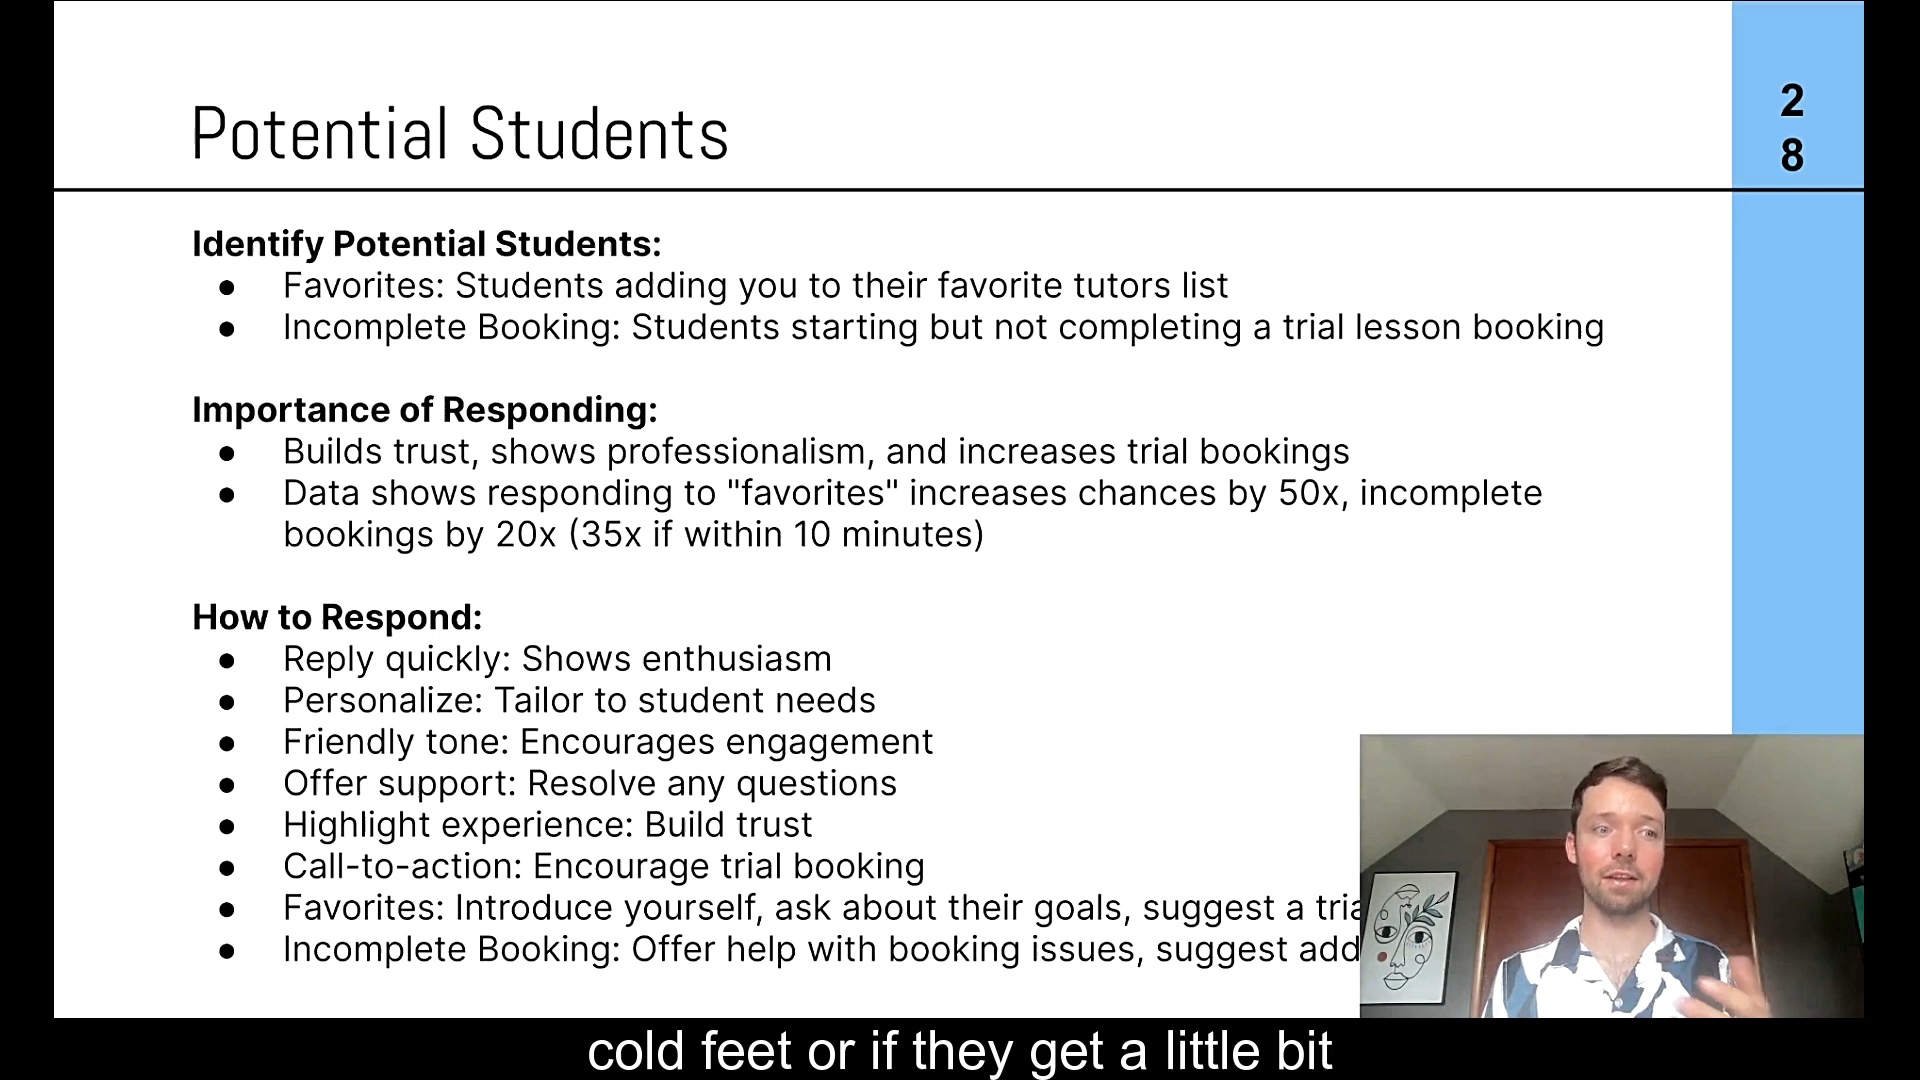 Potential Students
2
8
Identify Potential Students:
● Favorites: Students adding you to their favorite tutors list
● Incomplete Booking: Students starting but not completing a trial lesson booking
Importance of Responding:
● Builds trust, shows professionalism, and increases trial bookings
● Data shows responding to "favorites" increases chances by 50x, incomplete
bookings by 20x (35x if within 10 minutes)
How to Respond:
● Reply quickly: Shows enthusiasm
● Personalize: Tailor to student needs
● Friendly tone: Encourages engagement
● Offer support: Resolve any questions
● Highlight experience: Build trust
● Call-to-action: Encourage trial booking
● Favorites: Introduce yourself, ask about their goals, suggest a
● Incomplete Booking: Offer help with booking issues, suggest
cold feet or if they get a little bit